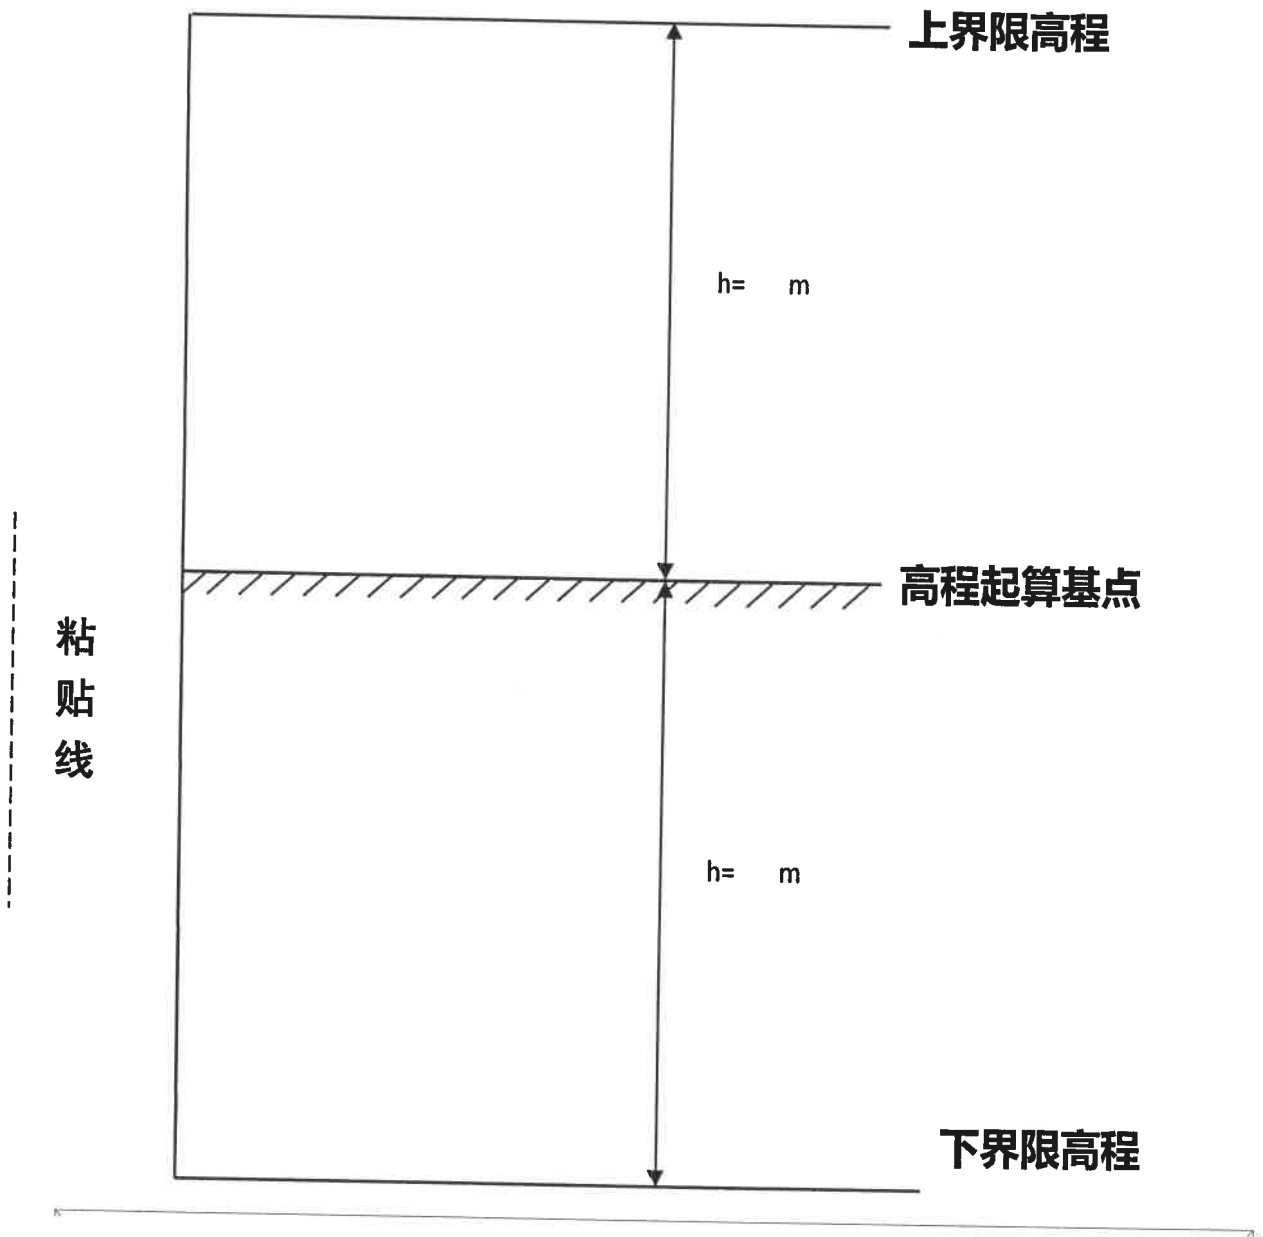 上界限高程
h= m
高程起算基点
粘贴线
h= m
下界限高程